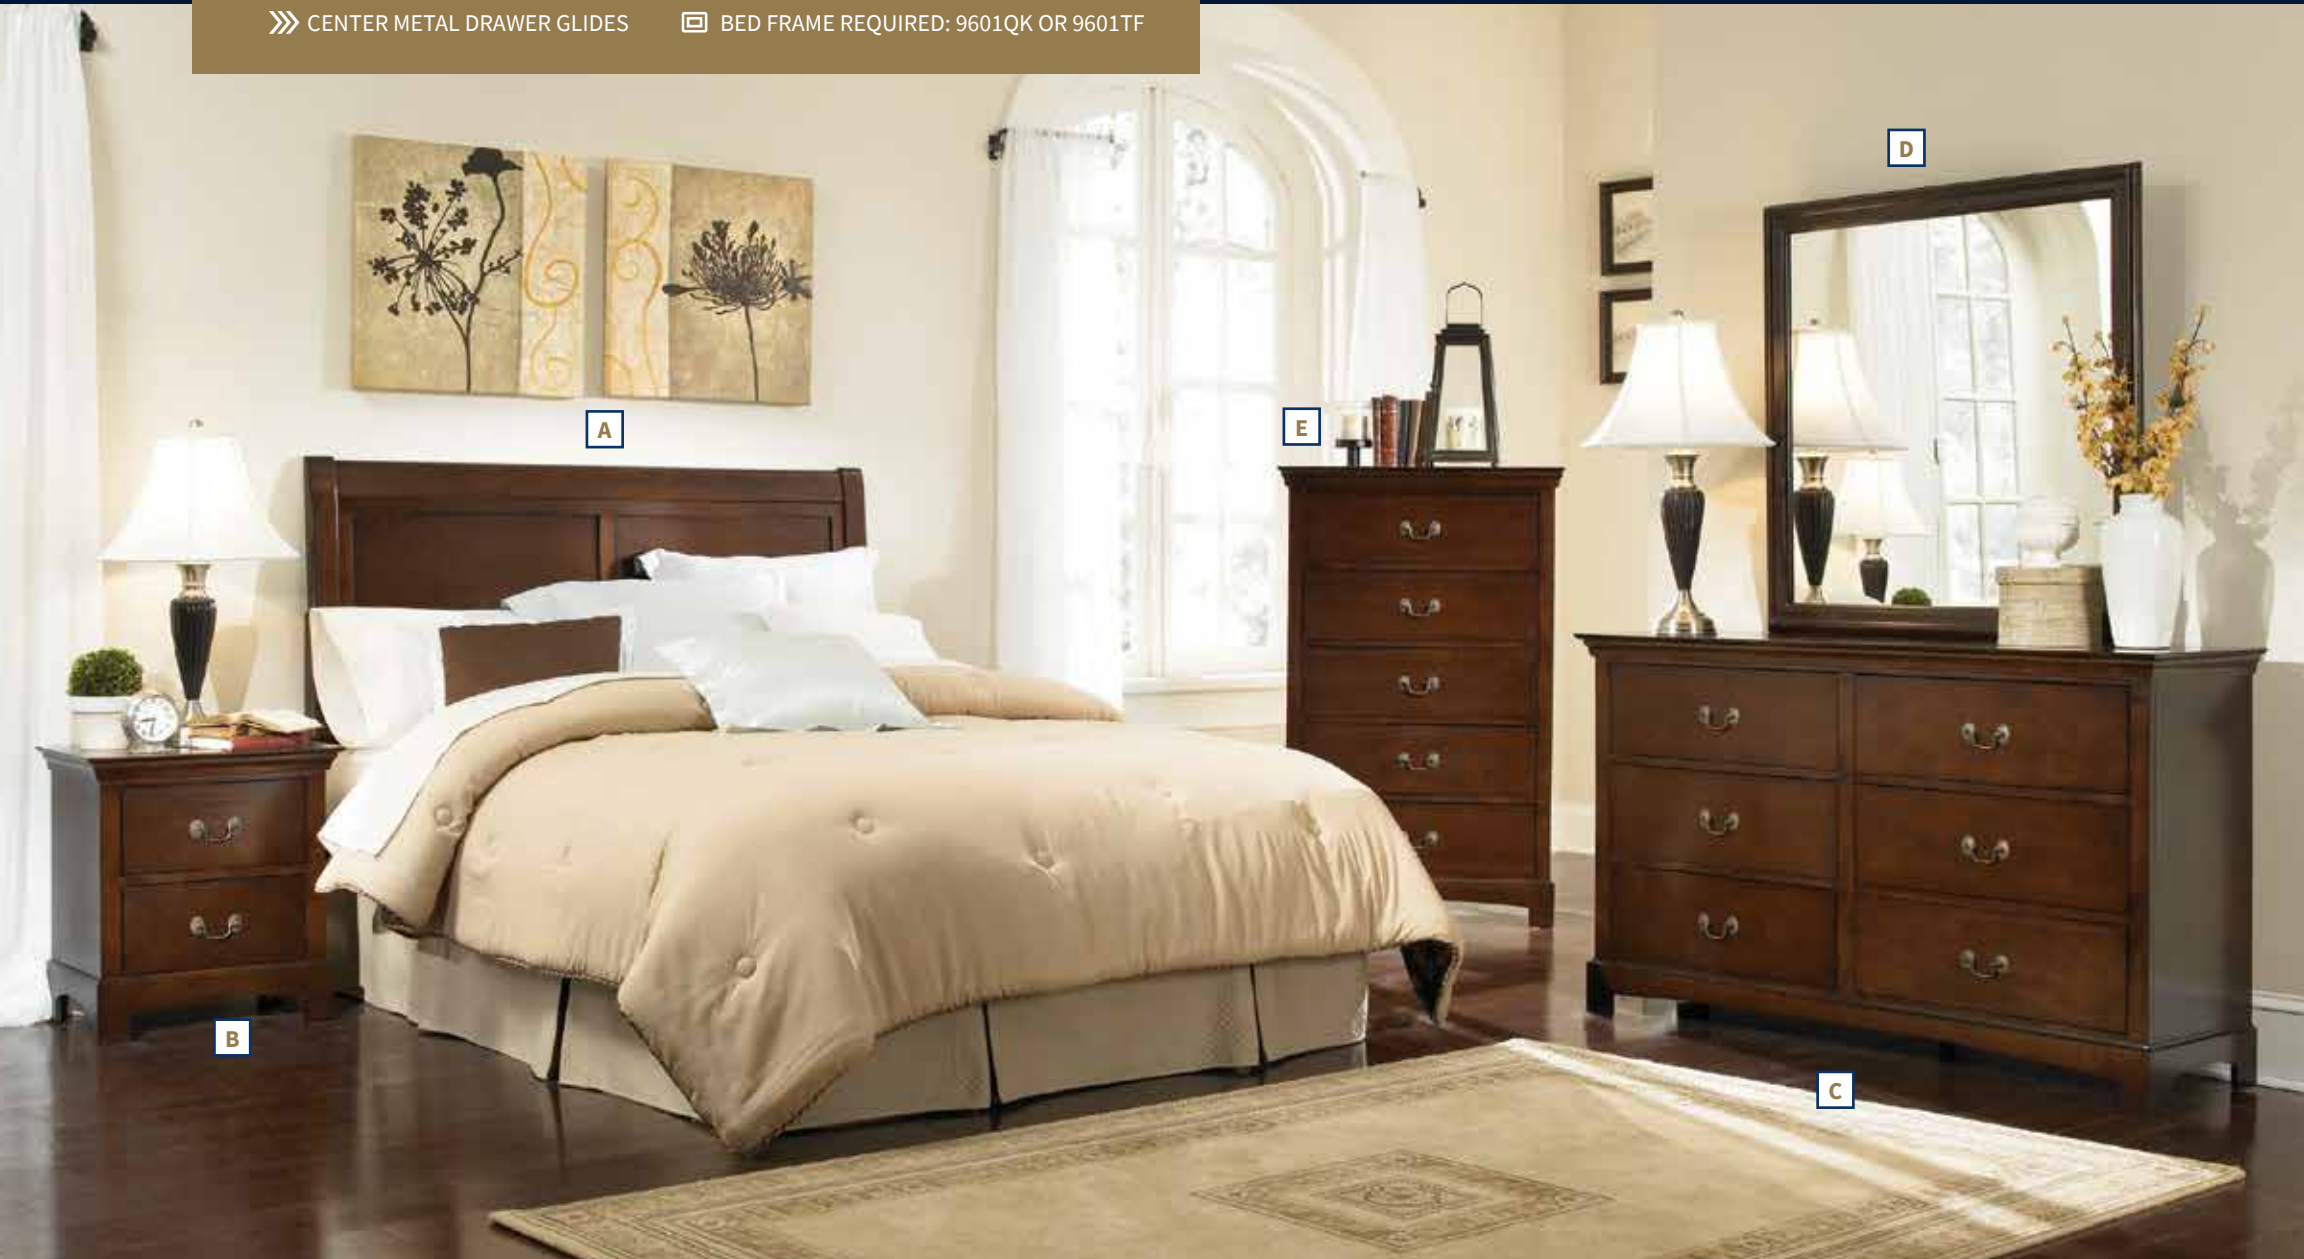 CENTER METAL DRAWER GLIDES
BED FRAME REQUIRED: 9601QK OR 9601TF
D
A
E
B
C